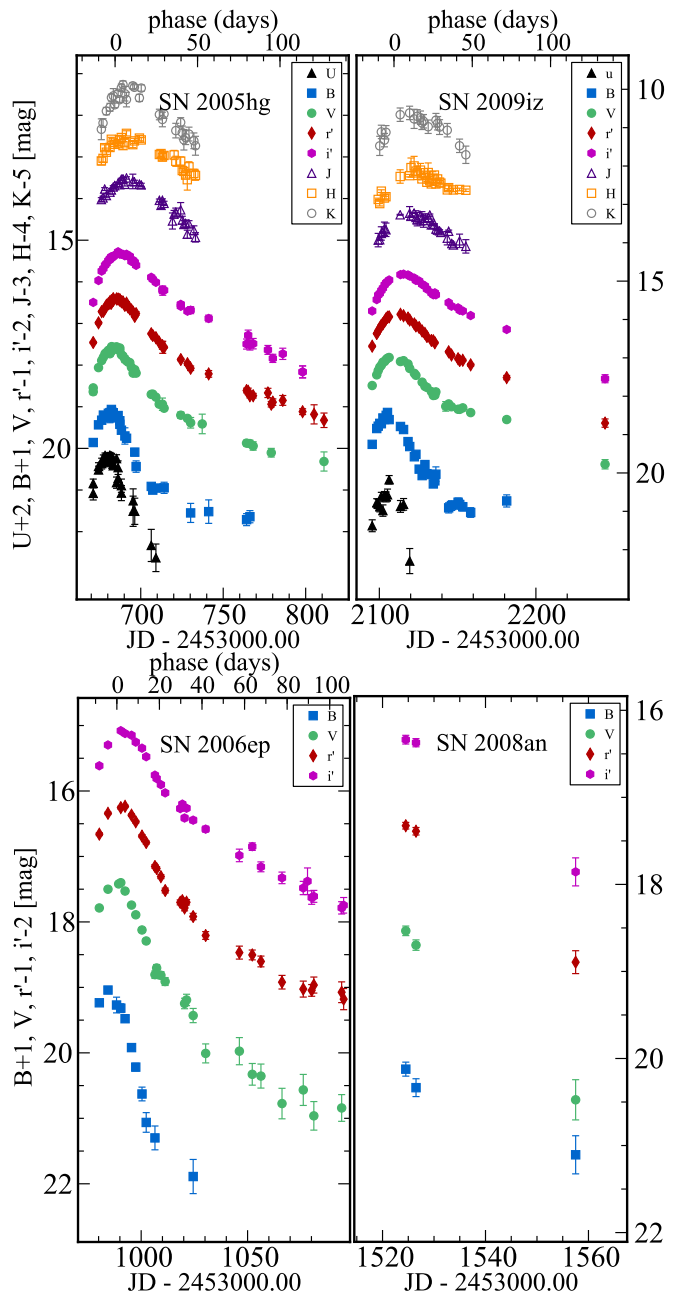 phase (days)
phase (days)
0 40 80 120
0 50 100
SN 2005hg
U
B
V
r'
i'
J
H
K
SN 2009iz
u
B
V
r'
i'
J
H
K
15
20
10
15
20
U+2, B+1, V, r'-1, i'-2, J-3, H-4, K-5 [mag]
700 750 800
2100 2200
JD - 2453000.00
JD - 2453000.00
phase (days)
0 20 40 60 80 100
SN 2006ep
B
V
r'
i'
SN 2008an
B
V
r'
i'
16
18
20
22
16
18
20
22
B+1, V, r'-1, i'-2 [mag]
1000 1050
1520 1540 1560
JD - 2453000.00
JD - 2453000.00